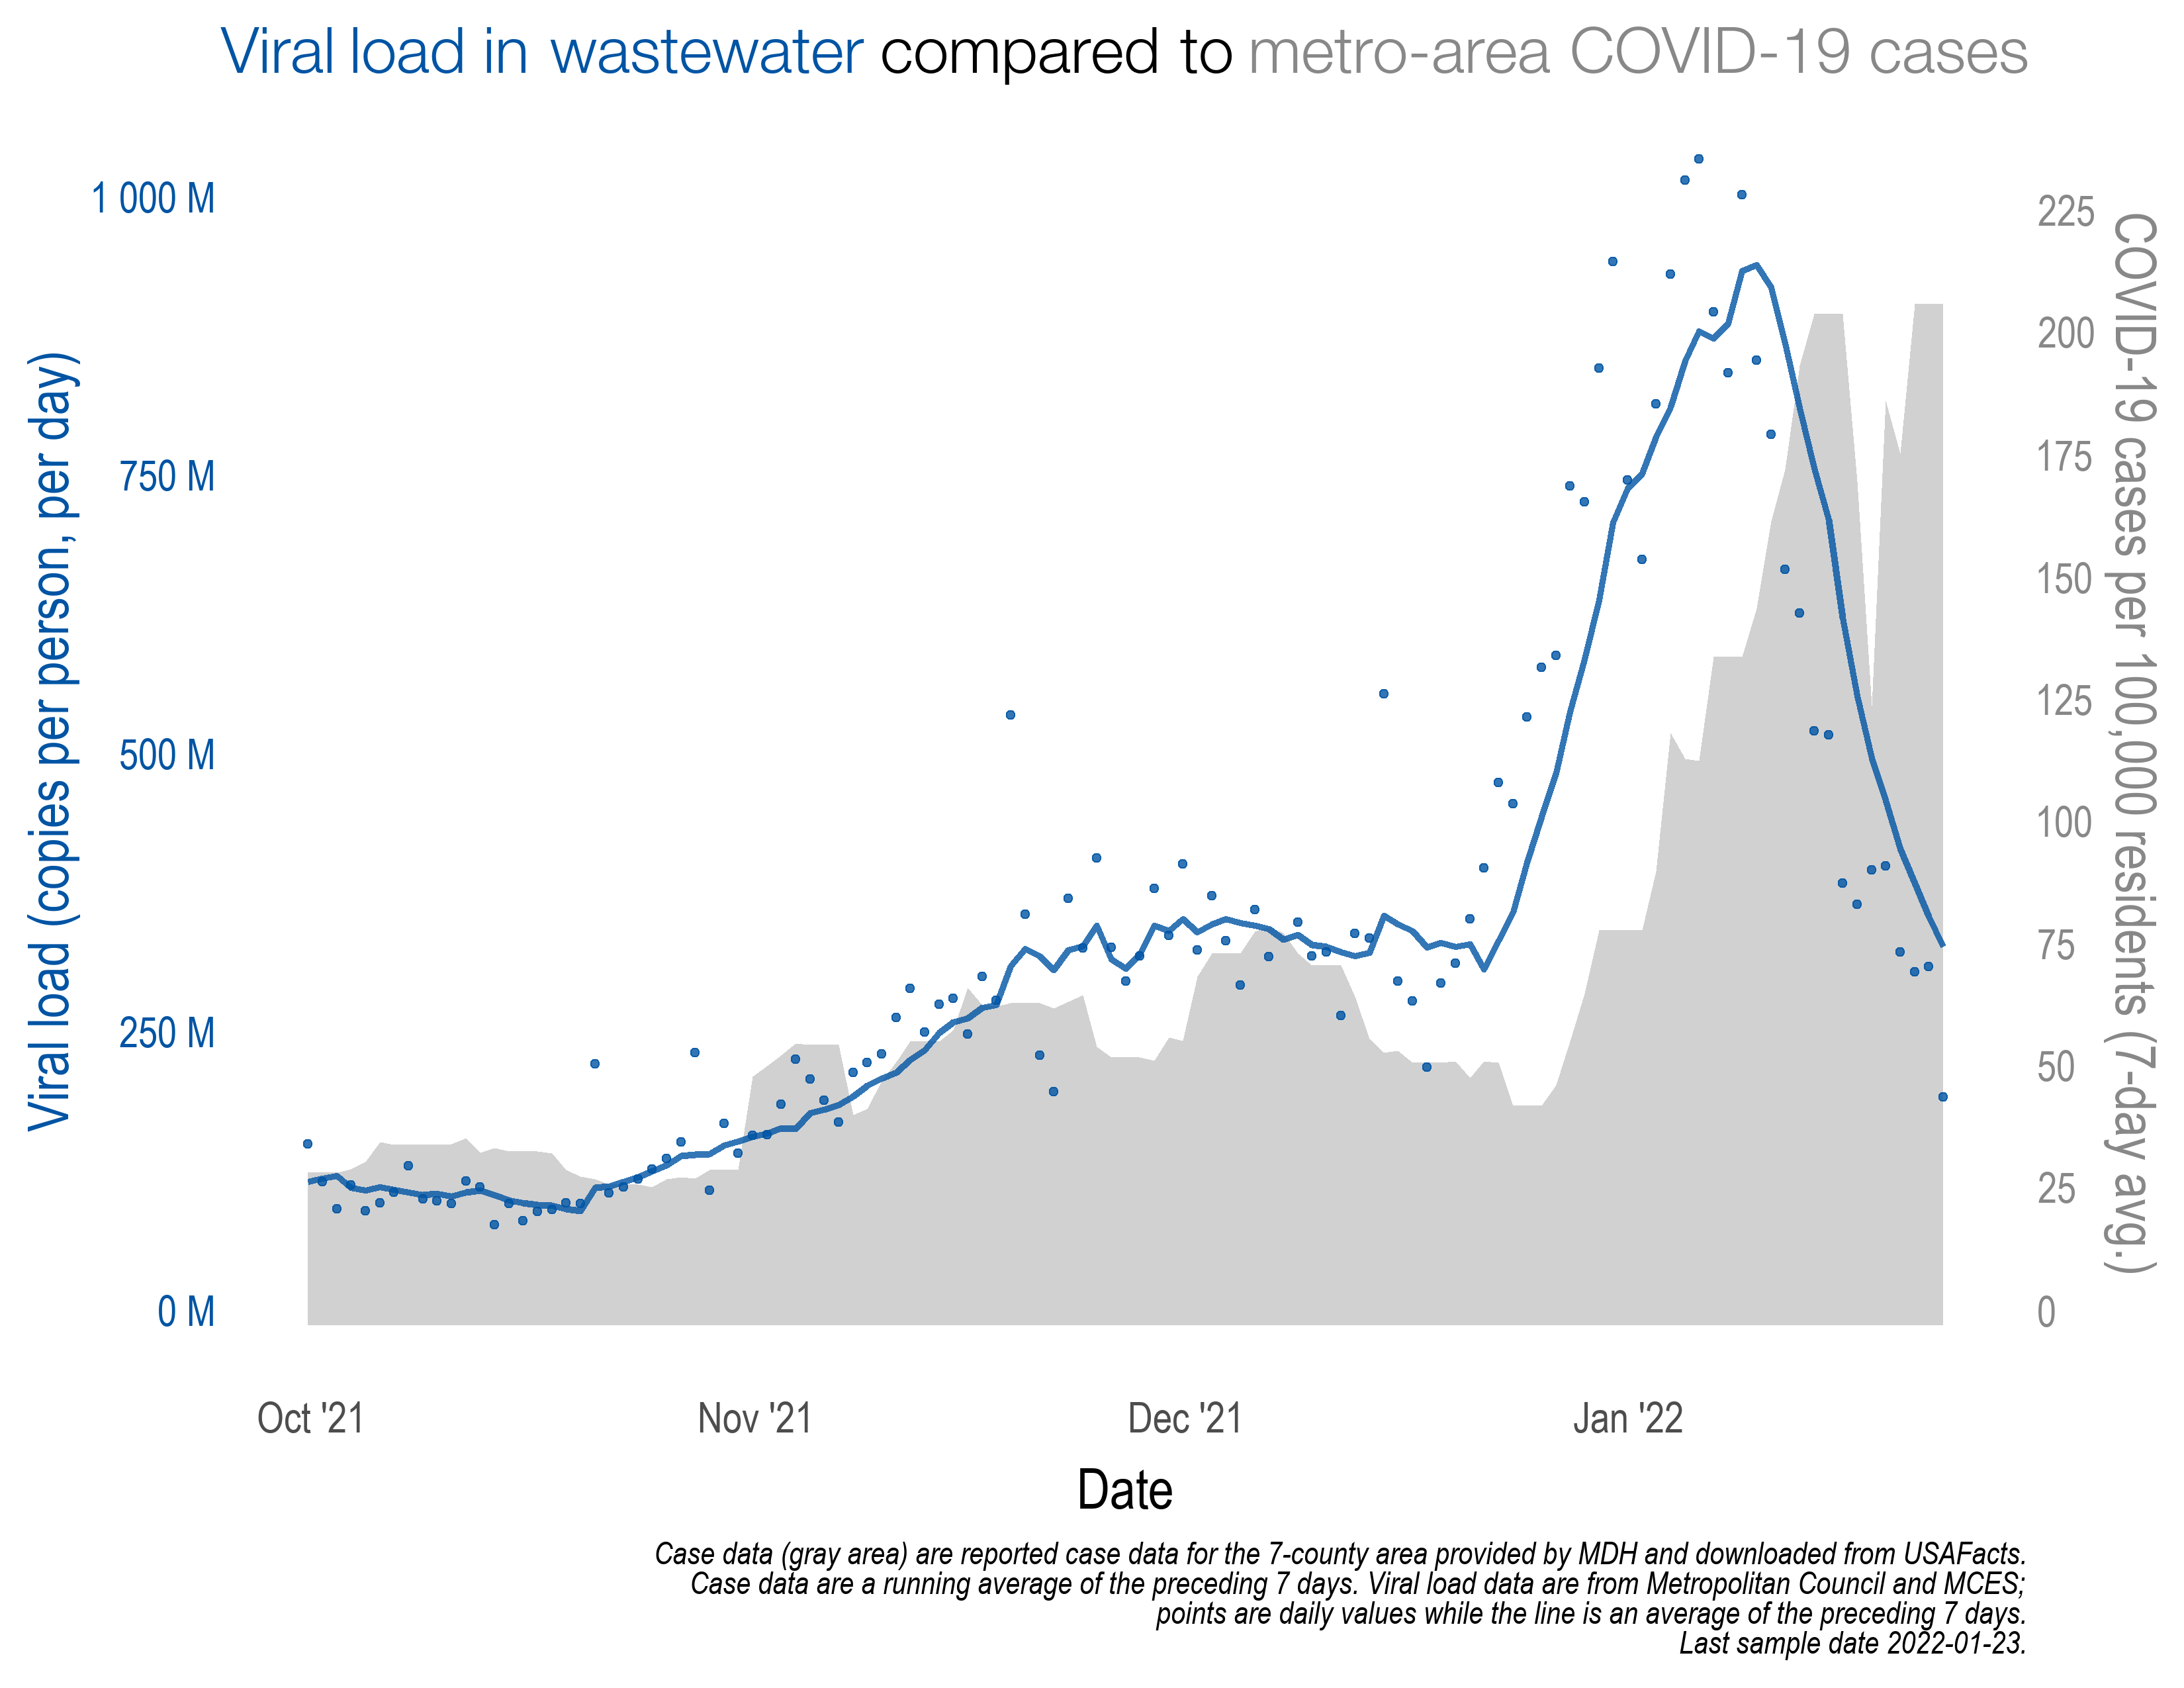 Viral load in wastewater compared to metro-area COVID-19 cases
Viral load (copies per person, per day)
1 000 M
750 M
500 M
250 M
0 M
225
200
175
150
125
100
75
50
25
0
COVID-19 cases per 100,000 residents (7-day avg.)
Oct '21
Nov '21
Dec '21
Jan '22
Date
Case data (gray area) are reported case data for the 7-county area provided by MDH and downloaded from USAFacts.
Case data are a running average of the preceding 7 days. Viral load data are from Metropolitan Council and MCES;
points are daily values while the line is an average of the preceding 7 days.
Last sample date 2022-01-23.